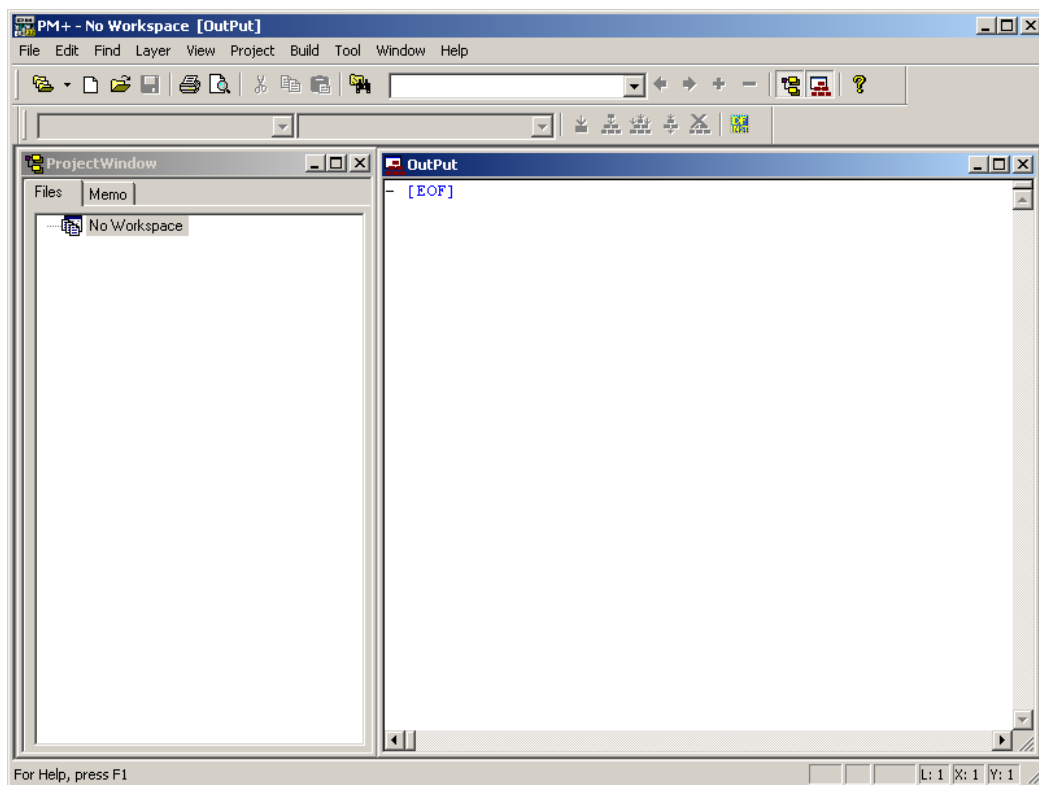 PM+ - No Workspace [OutPut]
File Edit Find Layer View Project Build Tool Window Help
ProjectWindow
Files Memo
No Workspace
OutPut
[EOF]
For Help, press F1
L: 1 X: 1 Y: 1